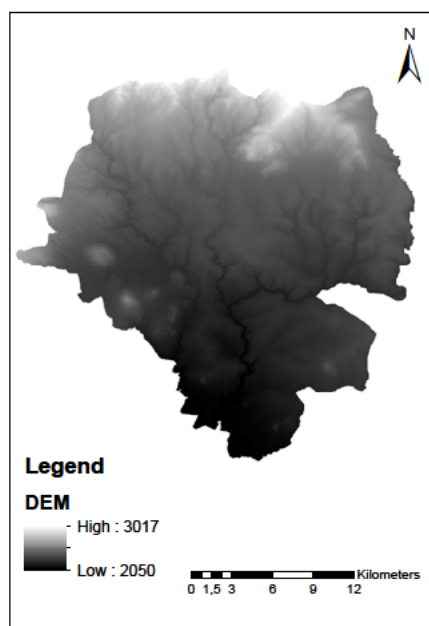 N
Legend
DEM
High : 3017
Low : 2050
Kilometers
0 1,5 3 6 9 12